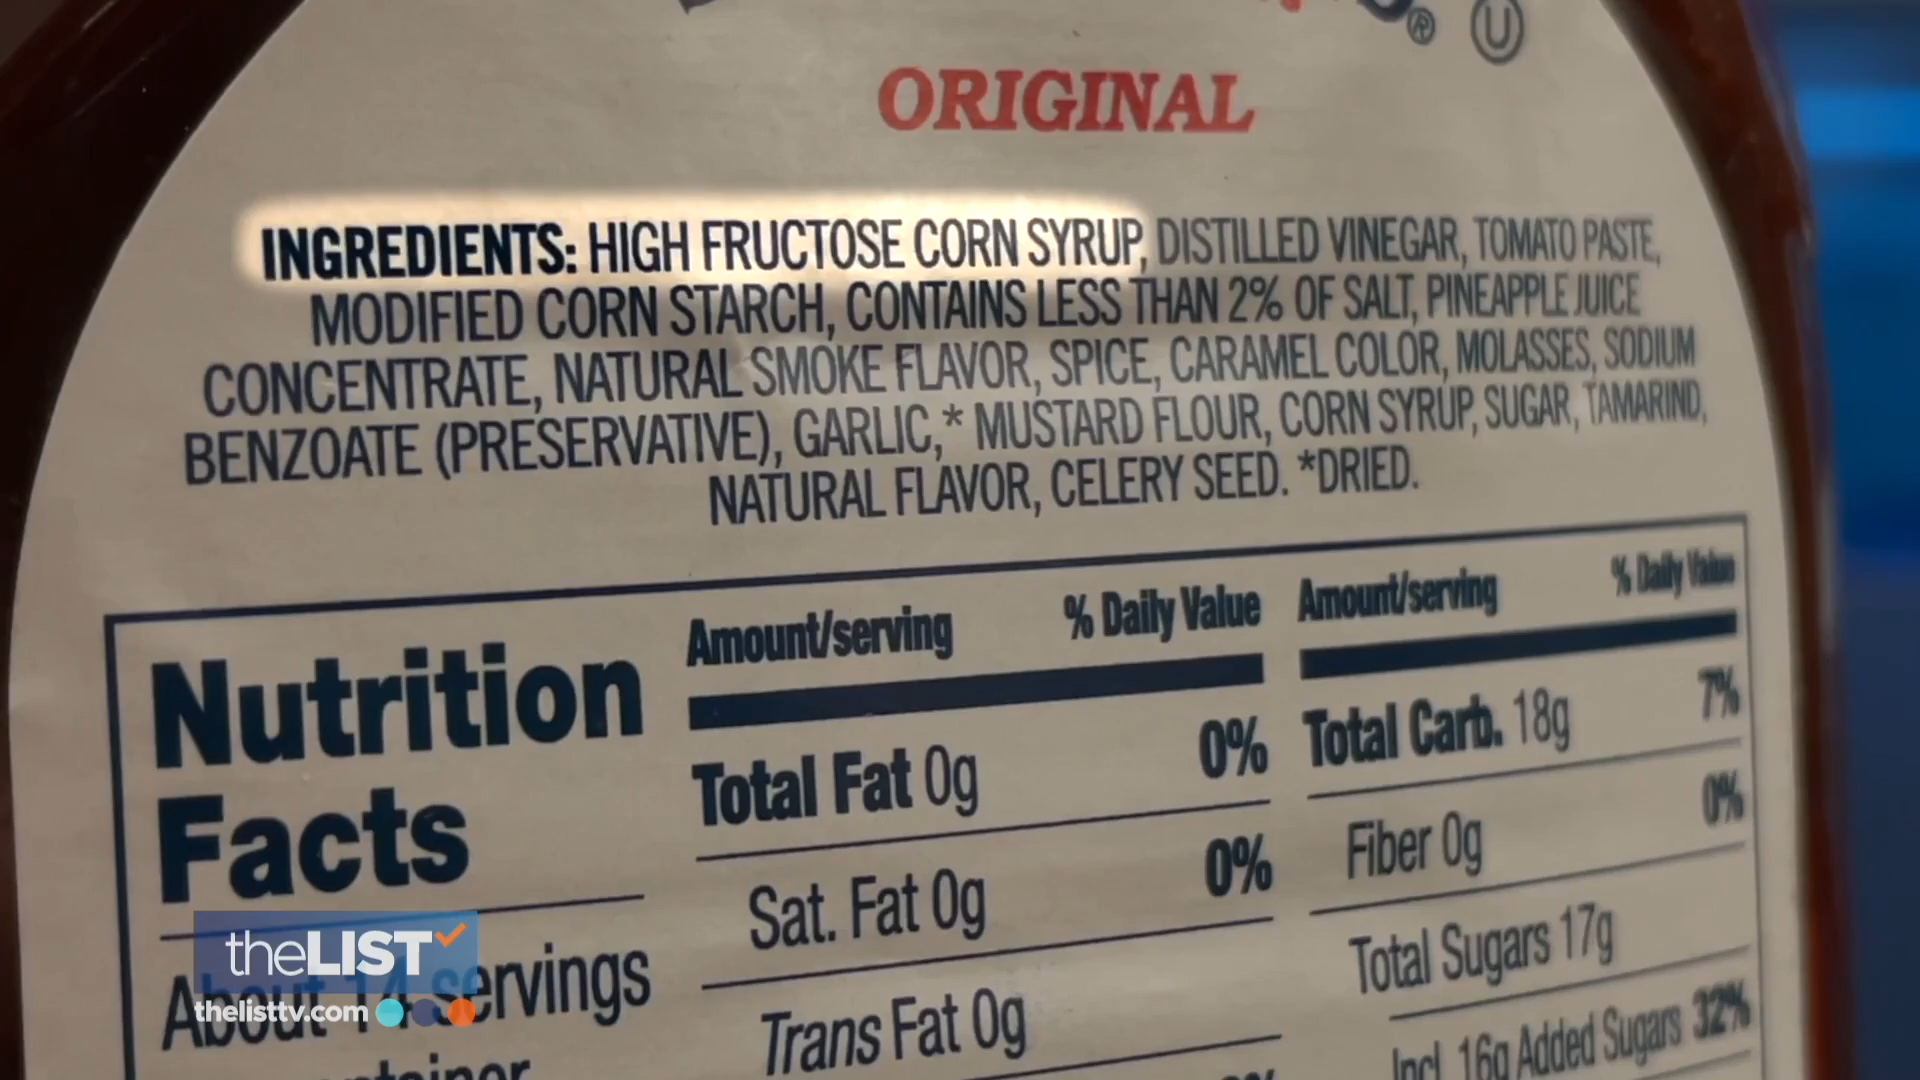 ® U
ORIGINAL
INGREDIENTS: HIGH FRUCTOSE CORN SYRUP, DISTILLED VINEGAR, TOMATO PASTE,
MODIFIED CORN STARCH, CONTAINS LESS THAN 2% OF SALT, PINEAPPLE JUICE
CONCENTRATE, NATURAL SMOKE FLAVOR, SPICE, CARAMEL COLOR, MOLASSES, SODIUM
BENZOATE (PRESERVATIVE), GARLIC,* MUSTARD FLOUR, CORN SYRUP, SUGAR, TAMARIND,
NATURAL FLAVOR, CELERY SEED. *DRIED.
Nutrition
Facts
About 14 servings
Amount/serving % Daily Value
Total Fat 0g 0%
Sat. Fat 0g 0%
Trans Fat 0g
Amount/serving % Daily Value
Total Carb. 18g 7%
Fiber 0g 0%
Total Sugars 17g
Incl. 16g Added Sugars 32%
theLIST
thelisttv.com